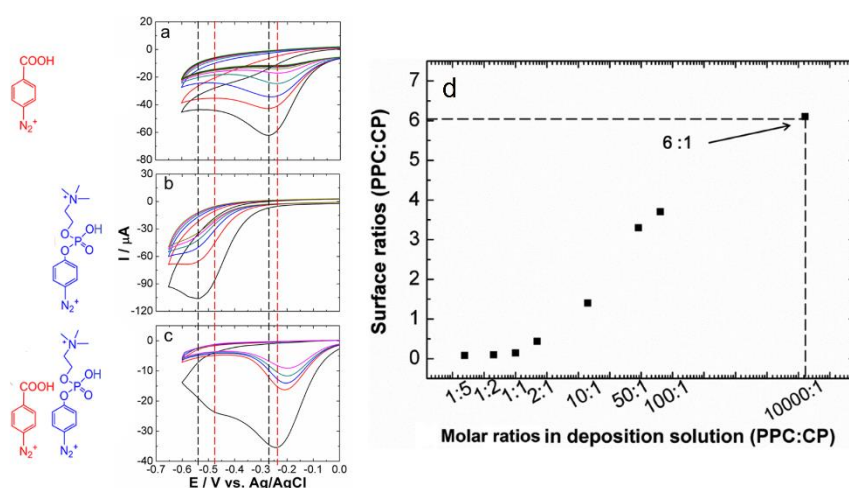 COOH
N2+
N+
O
P
OH
O
O
N2+
N+
O
P
OH
COOH
O
O
N2+
N2+
a
20
0
-20
-40
-60
-80
b
30
0
-30
-60
-90
-120
I / µA
c
0
-10
-20
-30
-40
-0.7 -0.6 -0.5 -0.4 -0.3 -0.2 -0.1 0.0
E / V vs. Ag/AgCl
d
7
6
5
4
3
2
1
0
Surface ratios (PPC:CP)
6 :1
1:5 1:2 1:1 2:1 10:1 50:1 100:1 10000:1
Molar ratios in deposition solution (PPC:CP)